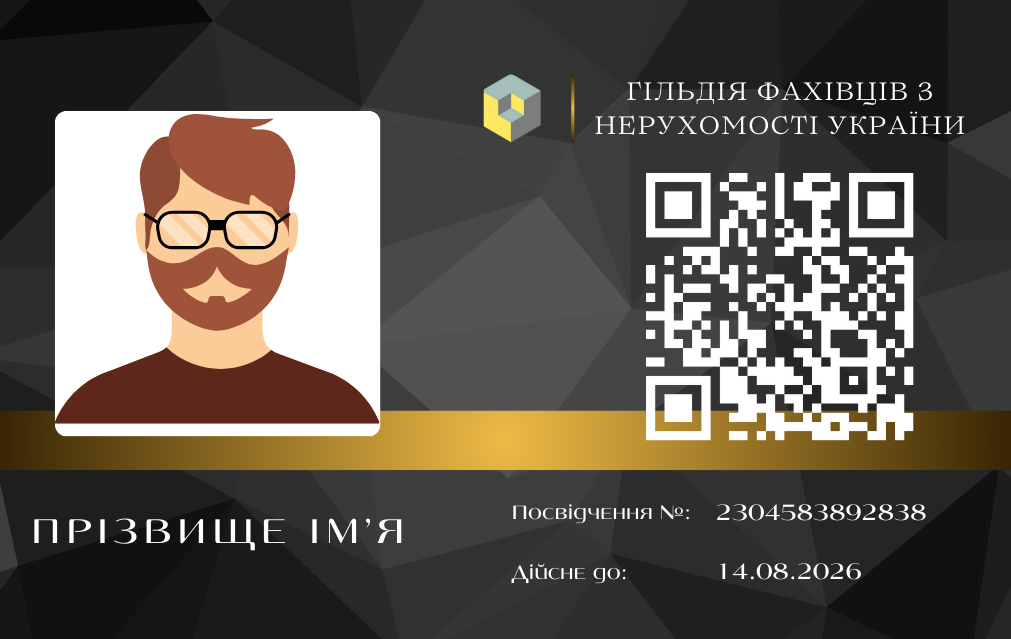 ГІЛЬДІЯ ФАХІВЦІВ З
НЕРУХОМОСТІ УКРАЇНИ
ПРІЗВИЩЕ ІМ’Я
Посвідчення №: 2304583892838
Дійсне до: 14.08.2026